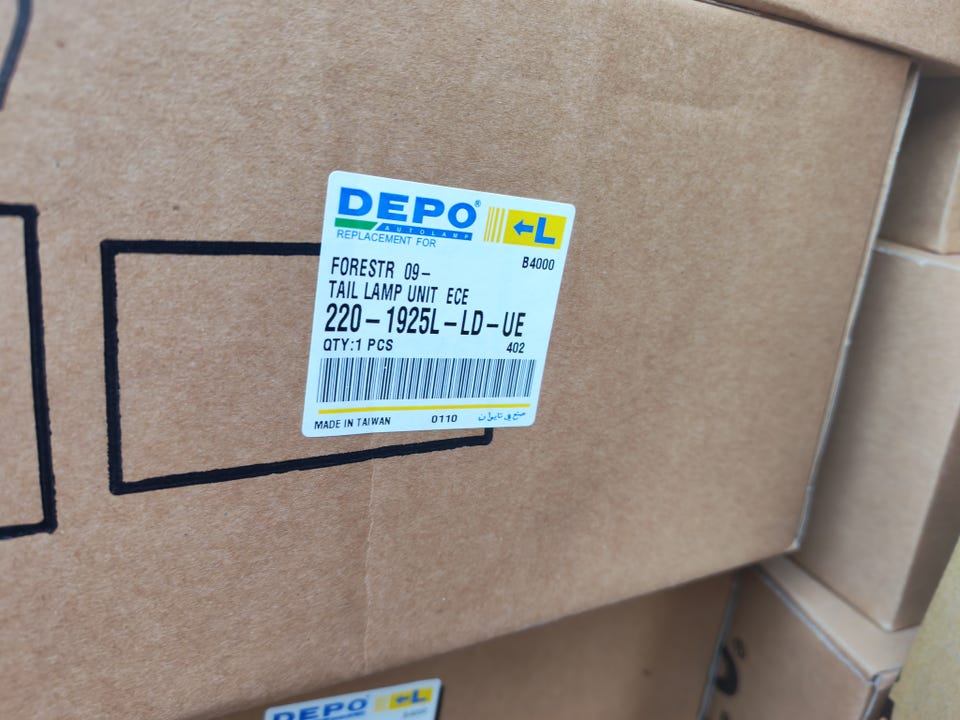 DEPO®
AUTOLAMP
REPLACEMENT FOR
L
B4000
FORESTR 09-
TAIL LAMP UNIT ECE
220-1925L-LD-UE
QTY:1 PCS 402
MADE IN TAIWAN 0110 صنع في تايوان
DEPO
L
B4000